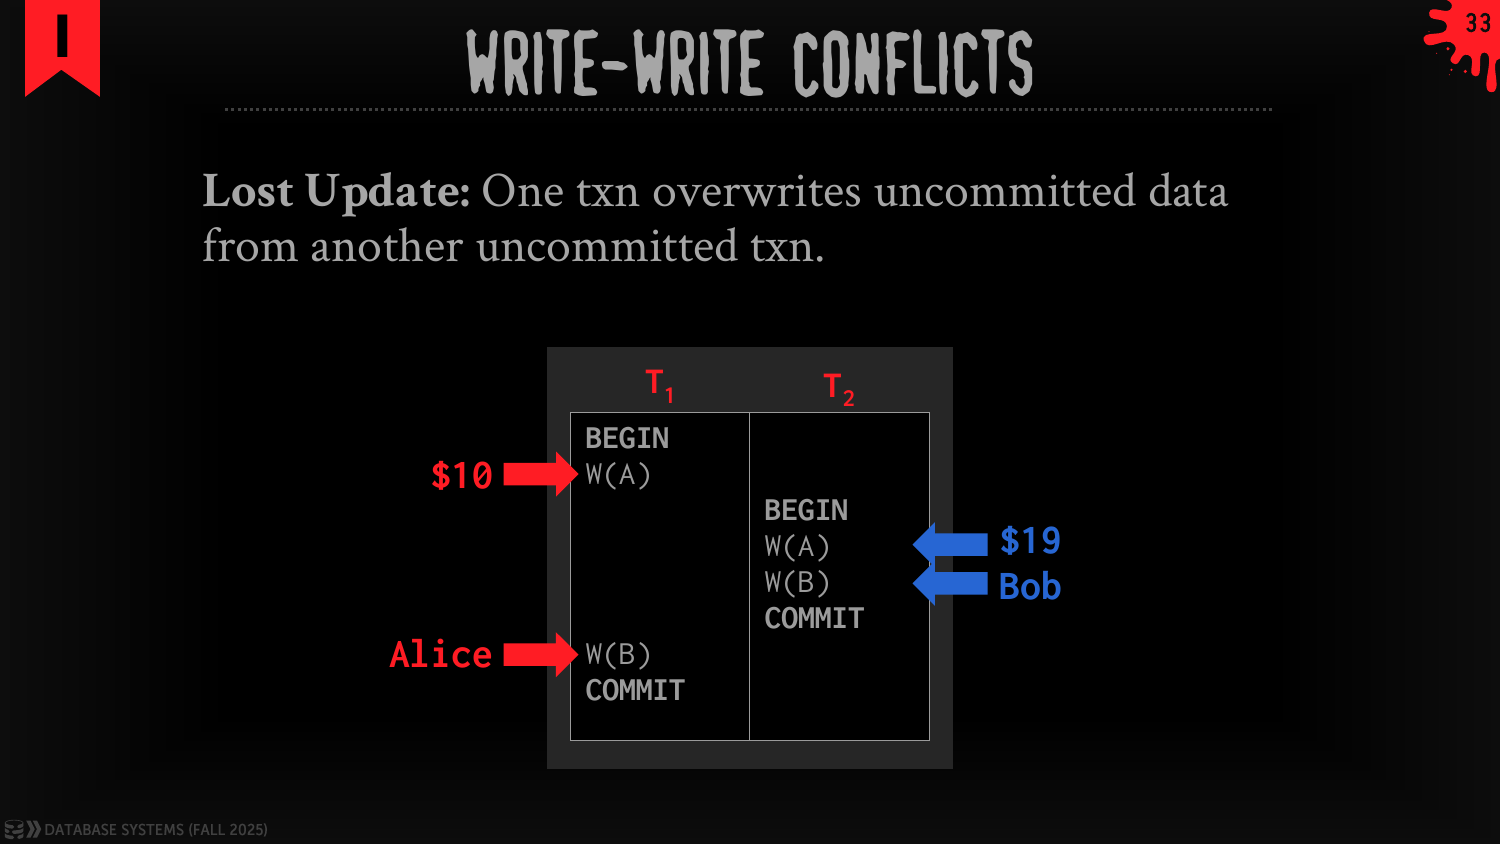 I
33
WRITE-WRITE CONFLICTS
Lost Update: One txn overwrites uncommitted data
from another uncommitted txn.
T1
T2
BEGIN
$10
W(A)
BEGIN
W(A)
$19
W(B)
Bob
COMMIT
Alice
W(B)
COMMIT
DATABASE SYSTEMS (FALL 2025)